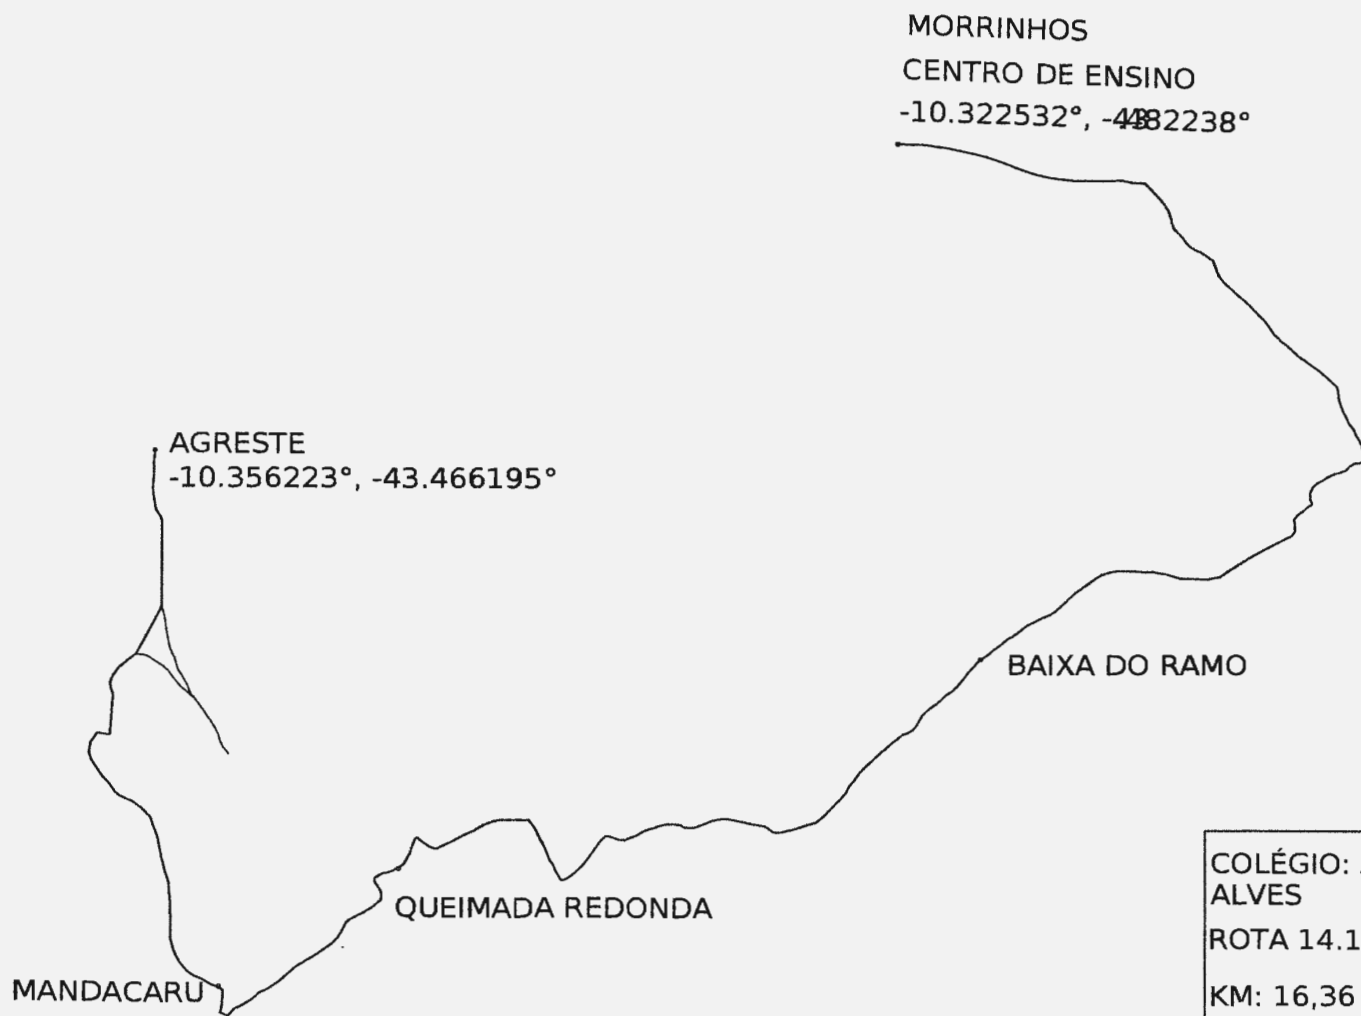 MORRINHOS
CENTRO DE ENSINO
-10.322532°,
AGRESTE
-10.356223°, -43.466195°
BAIXA DO RAMO
QUEIMADA REDONDA
MANDACARU
COLÉGIO:
ALVES
ROTA 14.1
KM: 16,36